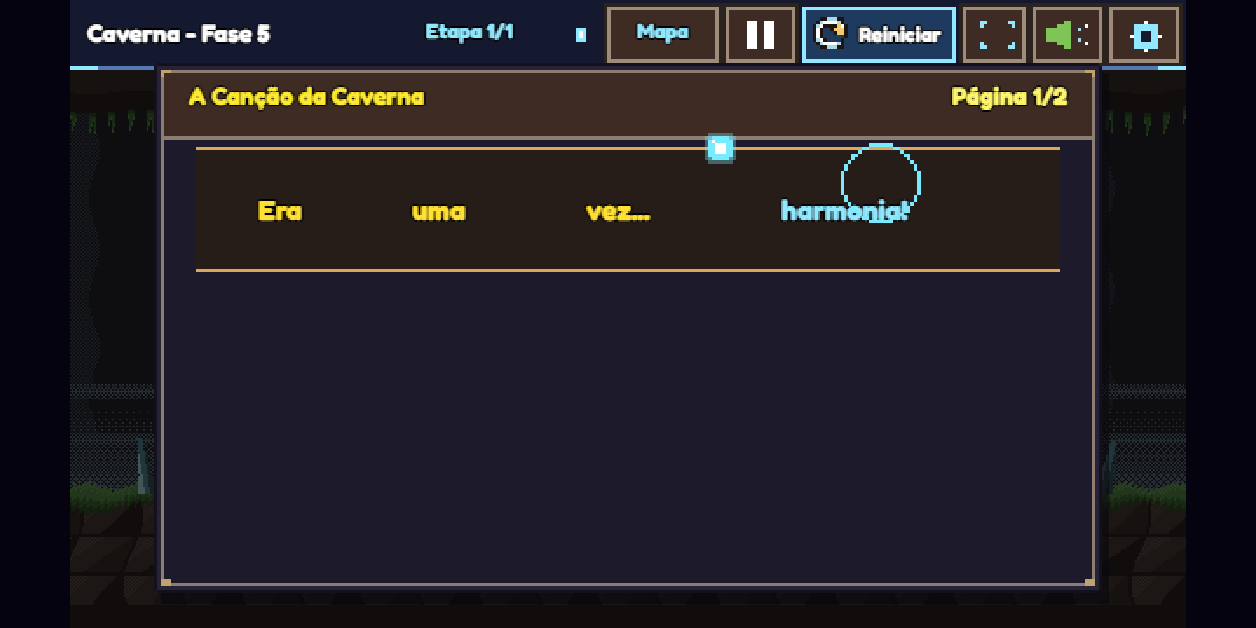 Caverna - Fase 5 Etapa 1/1 Mapa Reiniciar
A Canção da Caverna Página 1/2
Era uma vez... harmonia!